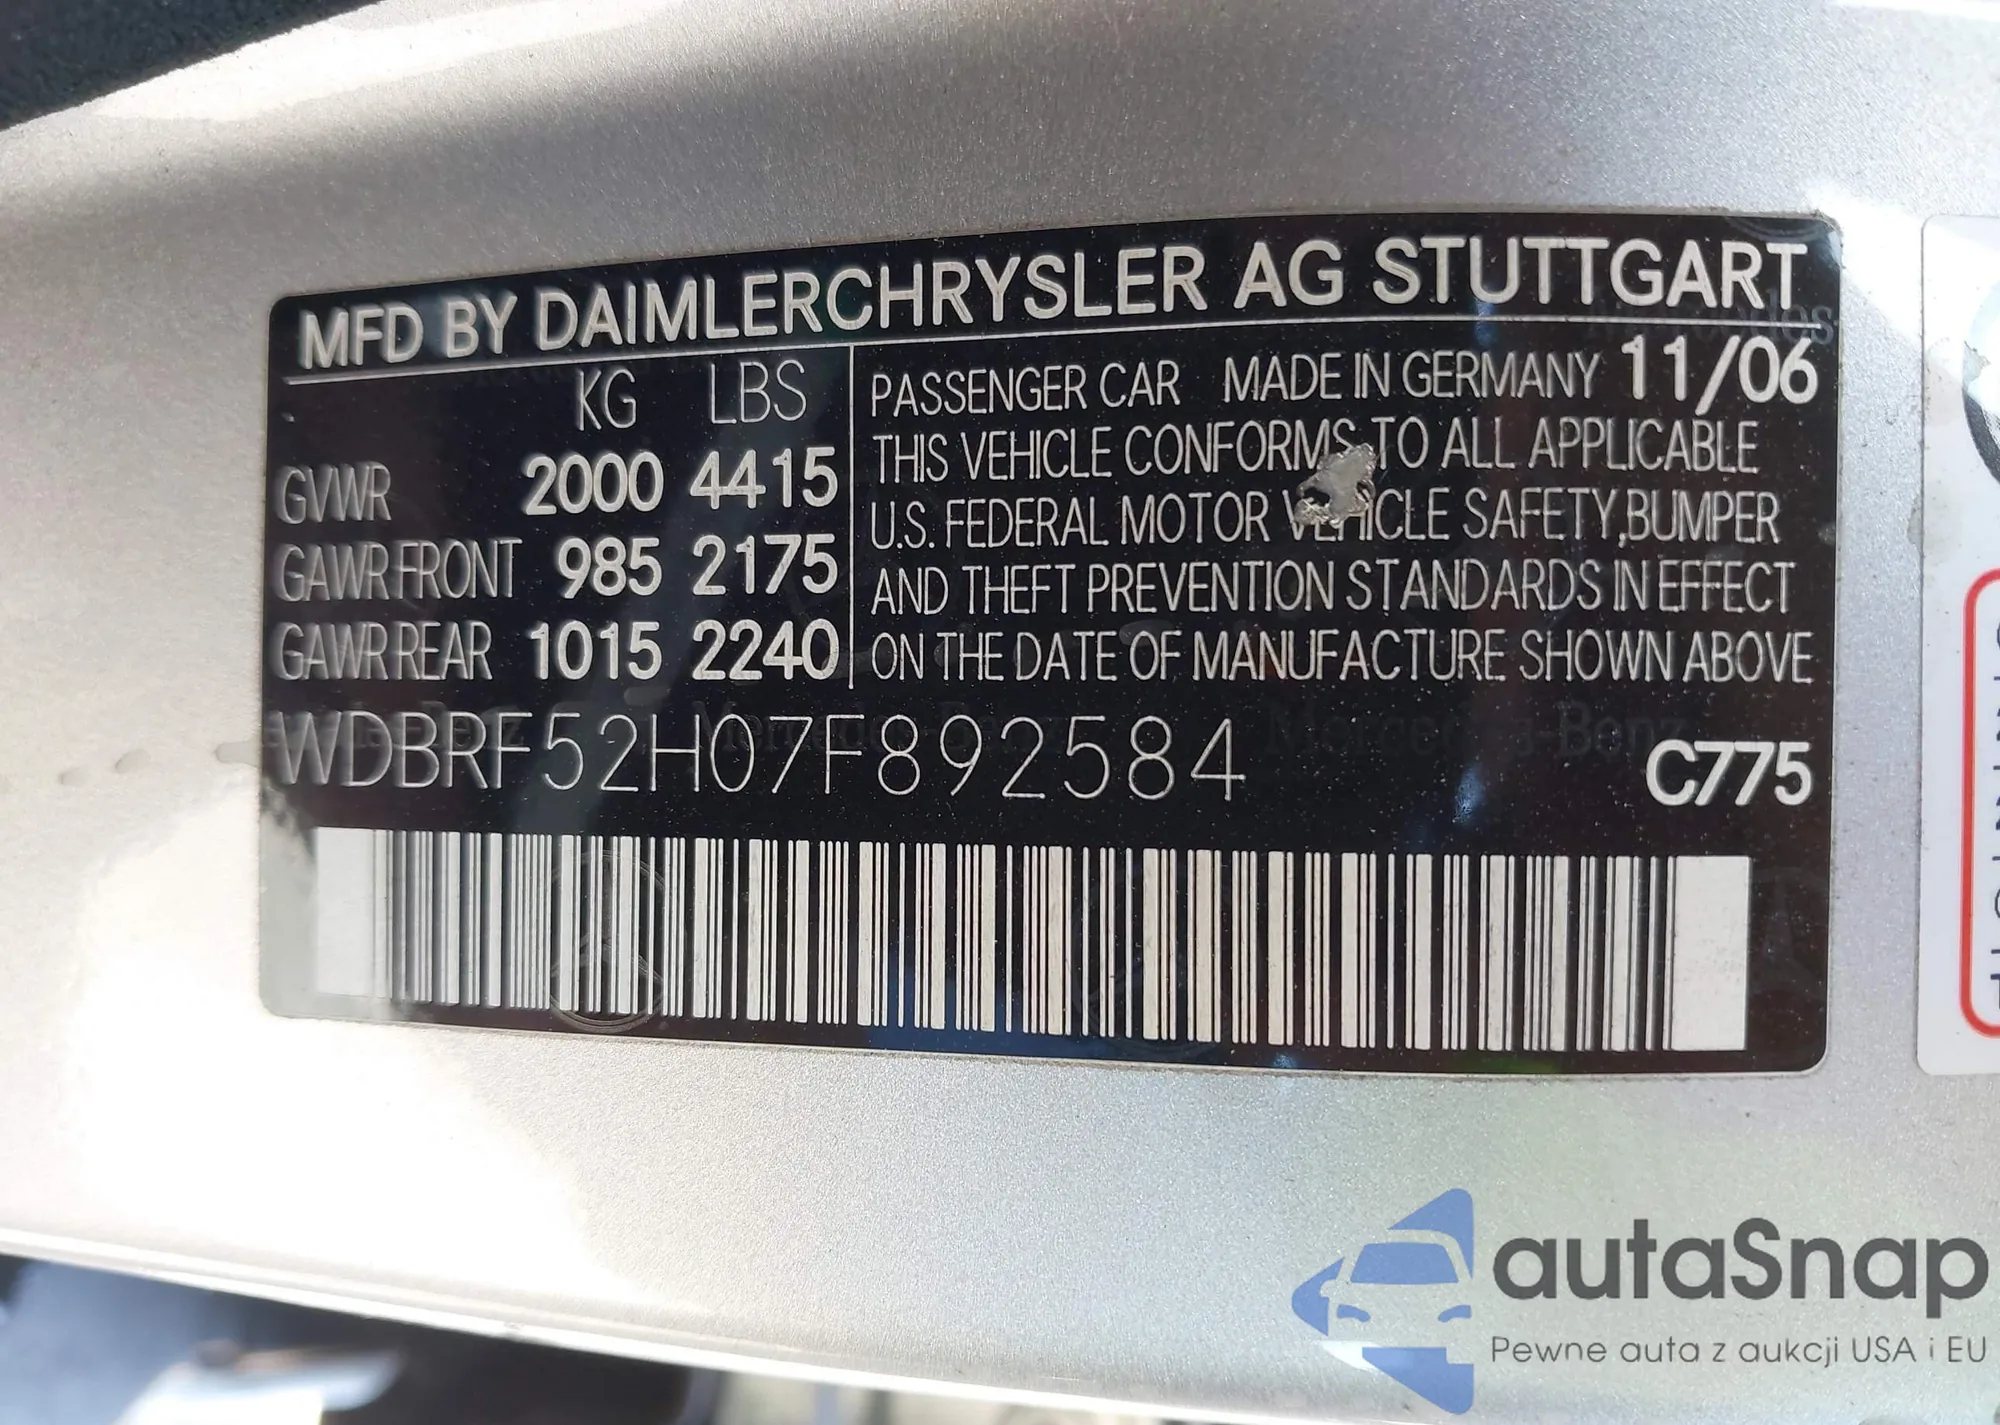 MFD BY DAIMLERCHRYSLER AG STUTTGART
KG LBS
GVWR 2000 4415
GAWR FRONT 985 2175
GAWR REAR 1015 2240
PASSENGER CAR MADE IN GERMANY 11/06
THIS VEHICLE CONFORMS TO ALL APPLICABLE
U.S. FEDERAL MOTOR VEHICLE SAFETY, BUMPER
AND THEFT PREVENTION STANDARDS IN EFFECT
ON THE DATE OF MANUFACTURE SHOWN ABOVE
WDBRF52H07F892584
C775
autaSnap
Pewne auta z aukcji USA i EU